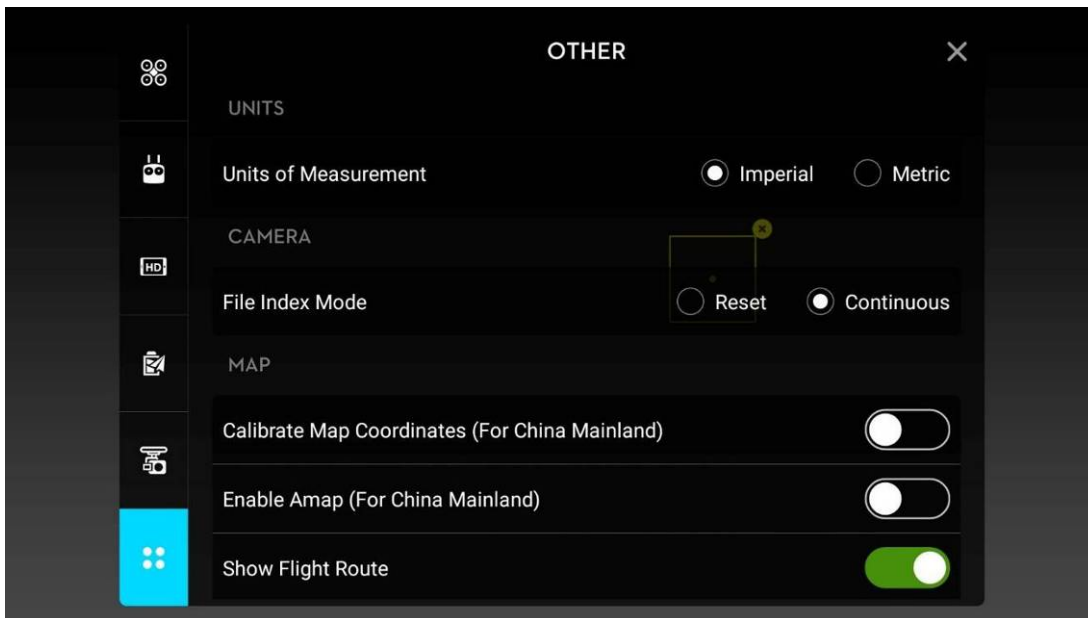 OTHER
UNITS
Units of Measurement Imperial Metric
CAMERA
HD
File Index Mode Reset Continuous
MAP
Calibrate Map Coordinates (For China Mainland)
Enable Amap (For China Mainland)
Show Flight Route